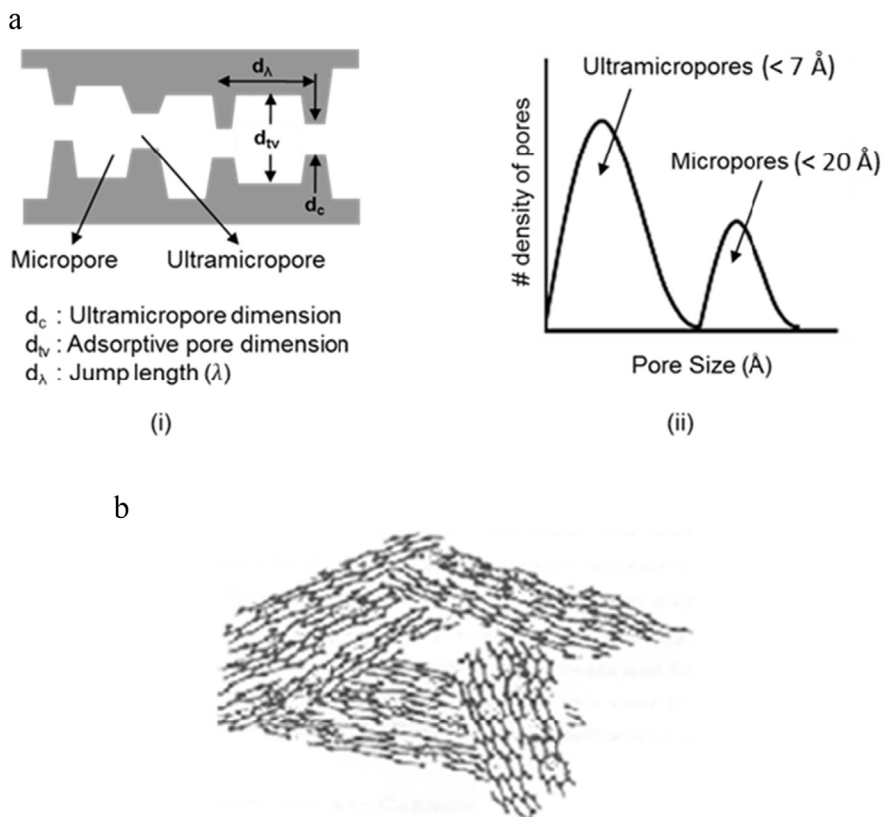 a
dλ
dtv
dc
Micropore Ultramicropore
dc : Ultramicropore dimension
dtv : Adsorptive pore dimension
dλ : Jump length (λ)
(i)
# density of pores
Ultramicropores (< 7 Å)
Micropores (< 20 Å)
Pore Size (Å)
(ii)
b
CARBON